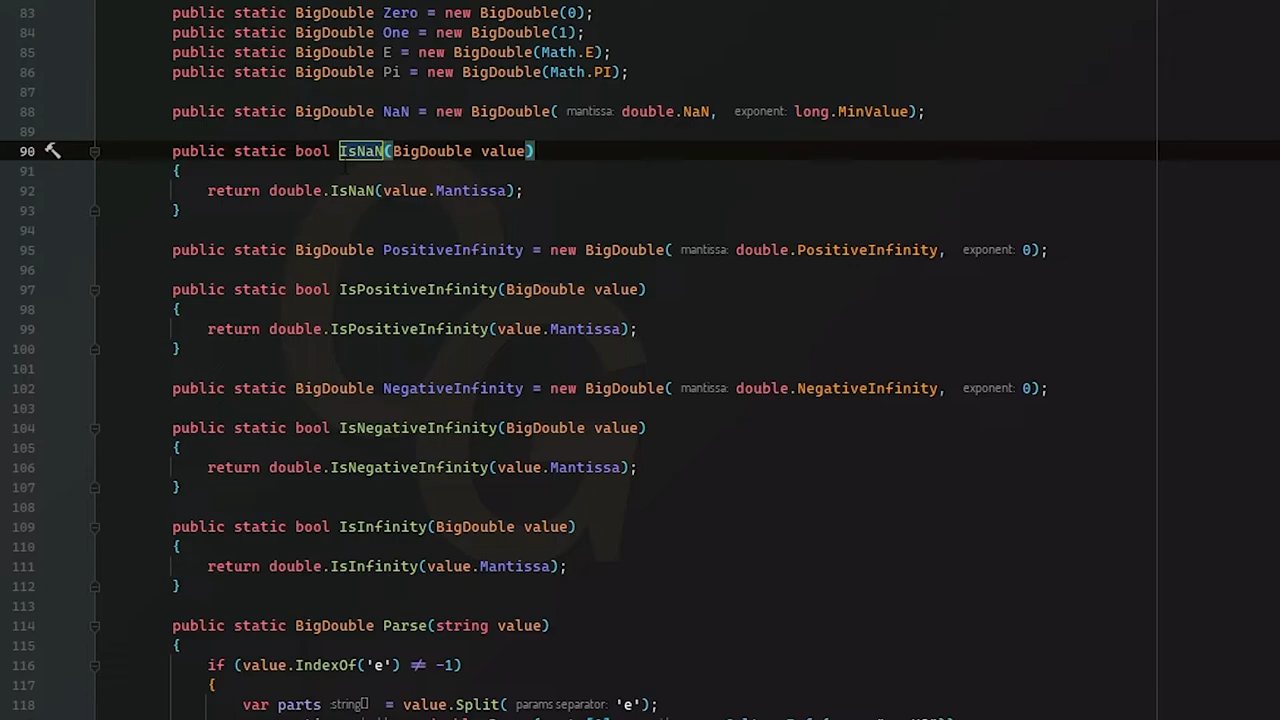 83 public static BigDouble Zero = new BigDouble(0);
84 public static BigDouble One = new BigDouble(1);
85 public static BigDouble E = new BigDouble(Math.E);
86 public static BigDouble Pi = new BigDouble(Math.PI);
87
88 public static BigDouble NaN = new BigDouble( mantissa: double.NaN, exponent: long.MinValue);
89
90 public static bool IsNaN(BigDouble value)
91 {
92 return double.IsNaN(value.Mantissa);
93 }
94
95 public static BigDouble PositiveInfinity = new BigDouble( mantissa: double.PositiveInfinity, exponent: 0);
96
97 public static bool IsPositiveInfinity(BigDouble value)
98 {
99 return double.IsPositiveInfinity(value.Mantissa);
100 }
101
102 public static BigDouble NegativeInfinity = new BigDouble( mantissa: double.NegativeInfinity, exponent: 0);
103
104 public static bool IsNegativeInfinity(BigDouble value)
105 {
106 return double.IsNegativeInfinity(value.Mantissa);
107 }
108
109 public static bool IsInfinity(BigDouble value)
110 {
111 return double.IsInfinity(value.Mantissa);
112 }
113
114 public static BigDouble Parse(string value)
115 {
116 if (value.IndexOf('e') ≠ -1)
117 {
118 var parts string[] = value.Split( params separator: 'e');